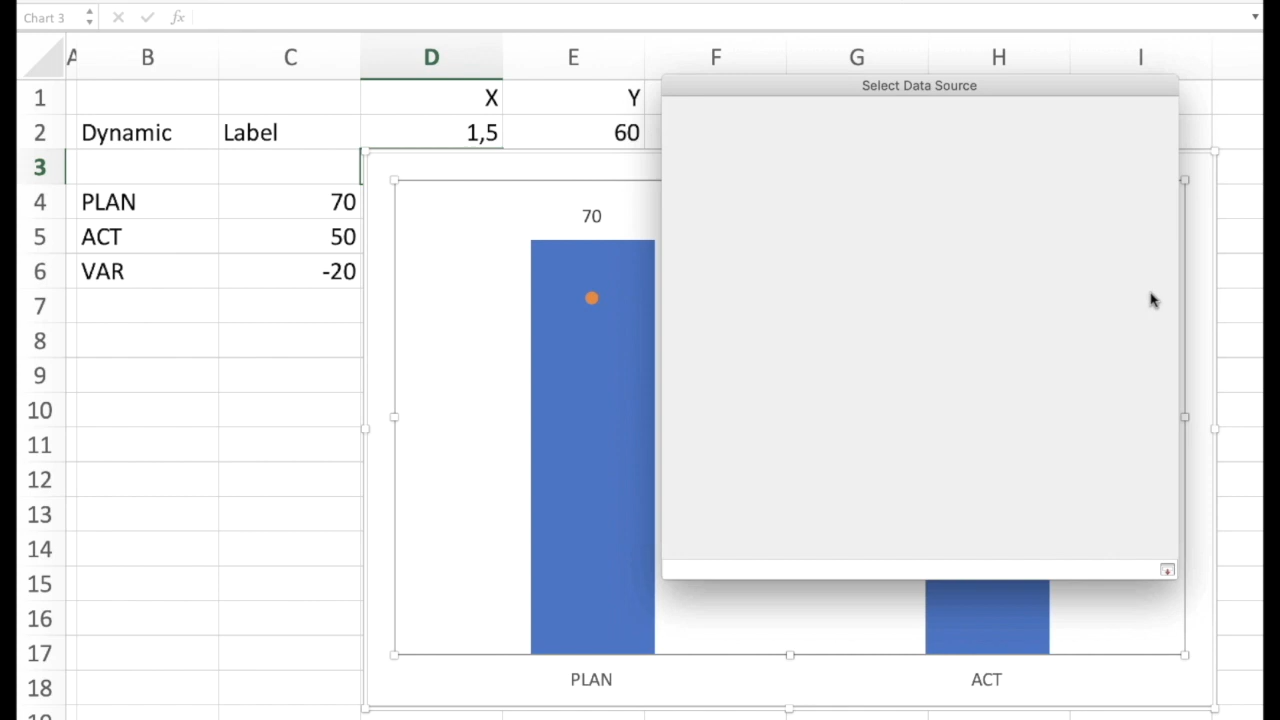 Chart 3 fx
A B C D E F G H I
Select Data Source
1 X Y
2 Dynamic Label 1,5 60
3
4 PLAN 70
5 ACT 50
6 VAR -20
7
8
9
10
11
12
13
14
15
16
17
18
70
PLAN ACT